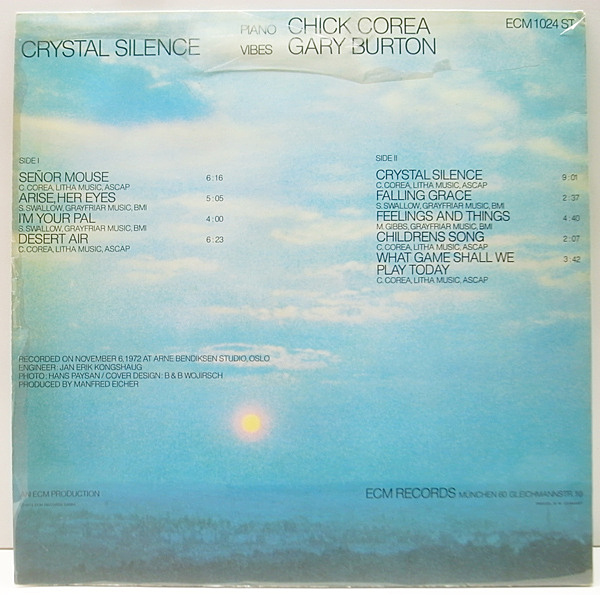 PIANO CHICK COREA
ECM 1024 ST
CRYSTAL SILENCE
VIBES GARY BURTON
SIDE I
SEÑOR MOUSE 6:16
C. COREA, LITHA MUSIC, ASCAP
ARISE, HER EYES 5:05
S. SWALLOW, GRAYFRIAR MUSIC, BMI
I'M YOUR PAL 4:00
S. SWALLOW, GRAYFRIAR MUSIC, BMI
DESERT AIR 6:23
C. COREA, LITHA MUSIC, ASCAP
SIDE II
CRYSTAL SILENCE 9:01
C. COREA, LITHA MUSIC, ASCAP
FALLING GRACE 2:37
S. SWALLOW, GRAYFRIAR MUSIC, BMI
FEELINGS AND THINGS 4:40
M. GIBBS, GRAYFRIAR MUSIC, BMI
CHILDRENS SONG 2:07
C. COREA, LITHA MUSIC, ASCAP
WHAT GAME SHALL WE 3:42
PLAY TODAY
C. COREA, LITHA MUSIC, ASCAP
RECORDED ON NOVEMBER 6, 1972 AT ARNE BENDIKSEN STUDIO, OSLO
ENGINEER: JAN ERIK KONGSHAUG
PHOTO: HANS PAYSAN / COVER DESIGN: B & B WOJIRSCH
PRODUCED BY MANFRED EICHER
AN ECM PRODUCTION
ECM RECORDS MÜNCHEN 60 GLEICHMANNSTR. 10